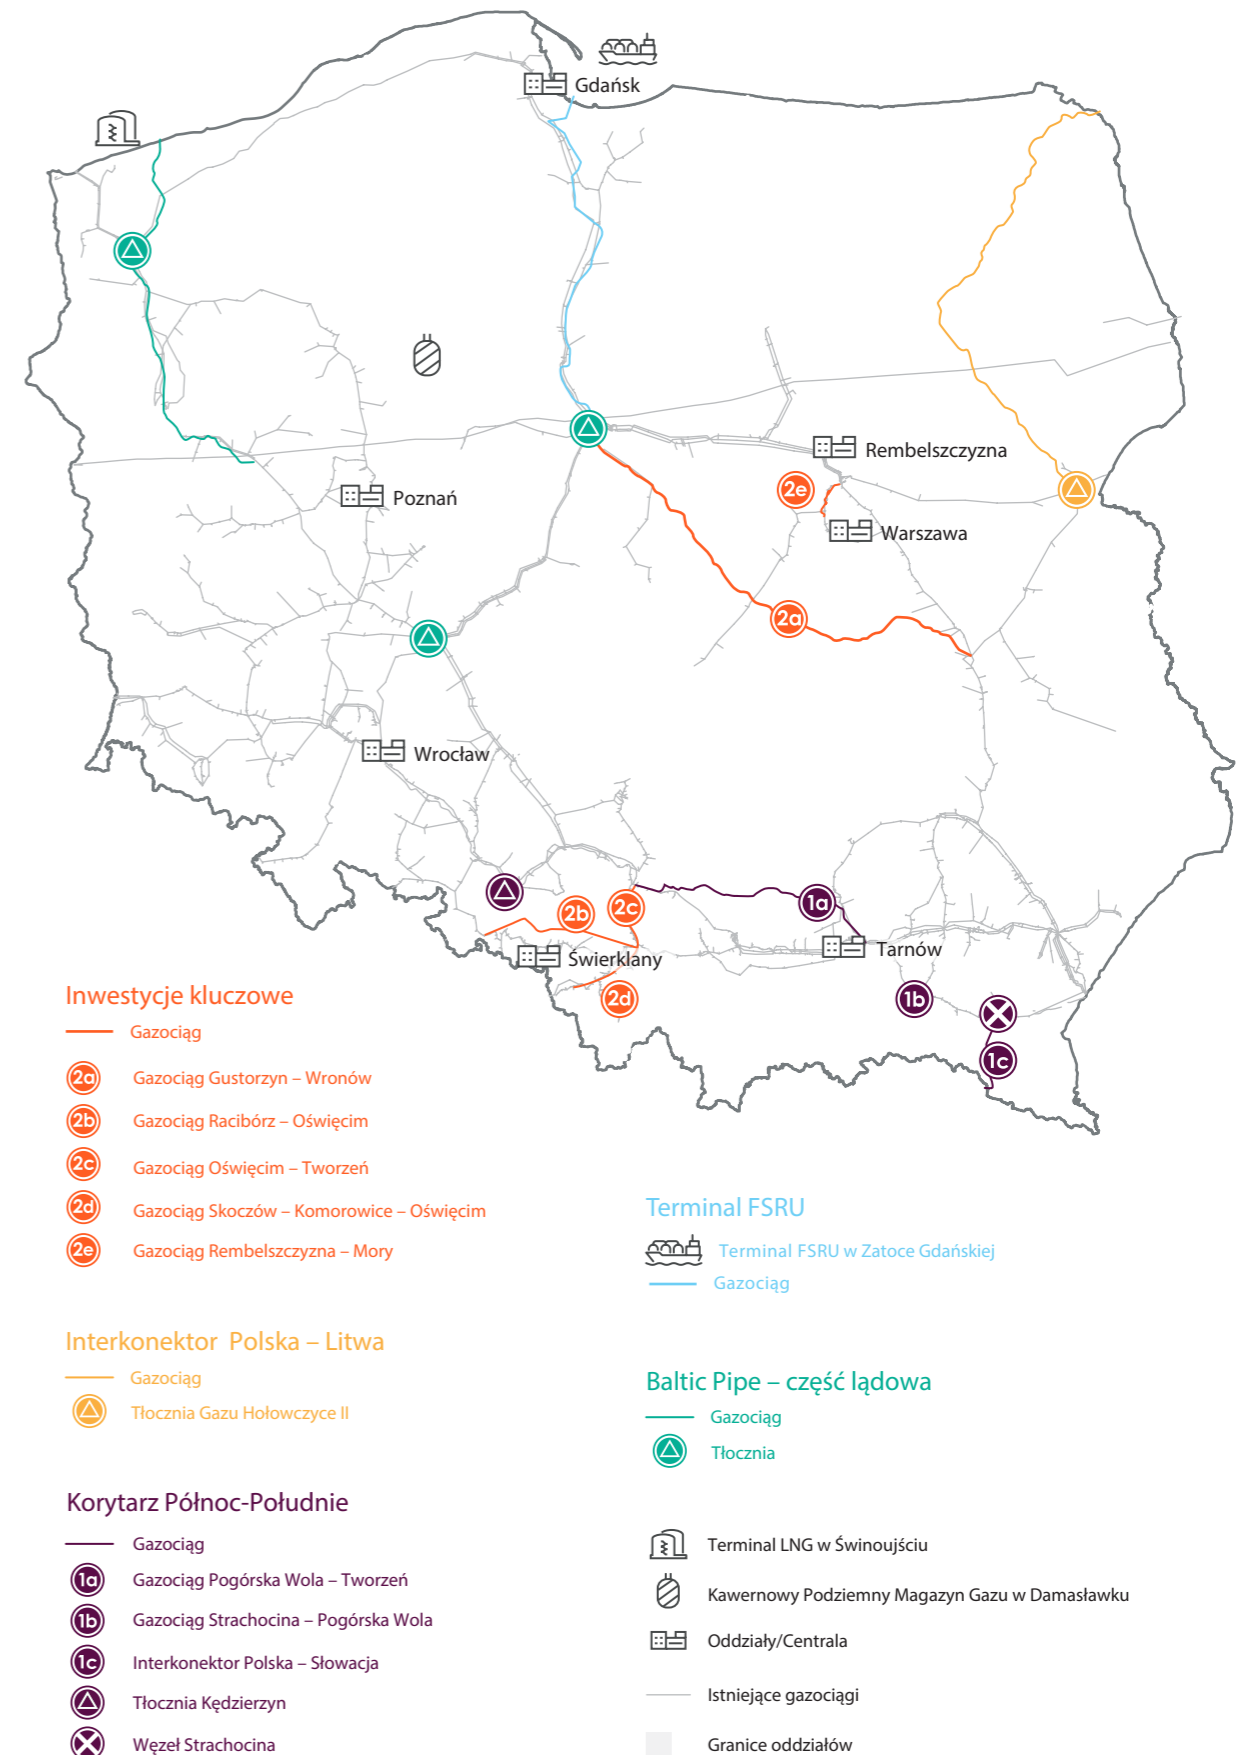 Gdańsk
Rembelszczyzna
2e
Poznań
Warszawa
2a
Wrocław
1a
2b
2c
Tarnów
Świerklany
2d
1b
1c
Inwestycje kluczowe
Gazociąg
2a Gazociąg Gustorzyn – Wronów
2b Gazociąg Racibórz – Oświęcim
2c Gazociąg Oświęcim – Tworzeń
2d Gazociąg Skoczów – Komorowice – Oświęcim
2e Gazociąg Rembelszczyzna – Mory
Interkonektor Polska – Litwa
Gazociąg
Tłocznia Gazu Hołowczyce II
Korytarz Północ-Południe
Gazociąg
1a Gazociąg Pogórska Wola – Tworzeń
1b Gazociąg Strachocina – Pogórska Wola
1c Interkonektor Polska – Słowacja
Tłocznia Kędzierzyn
Węzeł Strachocina
Terminal FSRU
Terminal FSRU w Zatoce Gdańskiej
Gazociąg
Baltic Pipe – część lądowa
Gazociąg
Tłocznia
Terminal LNG w Świnoujściu
Kawernowy Podziemny Magazyn Gazu w Damasławku
Oddziały/Centrala
Istniejące gazociągi
Granice oddziałów